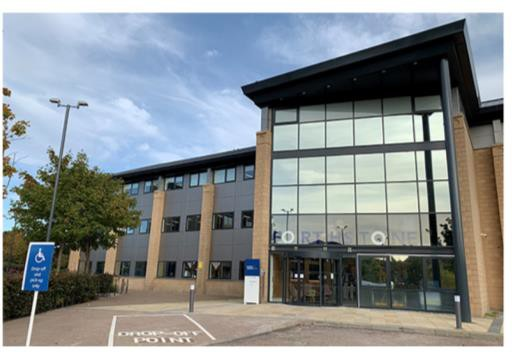 FORTHSTONE
Drop-off
and
pick-up
only
DROP-OFF
POINT